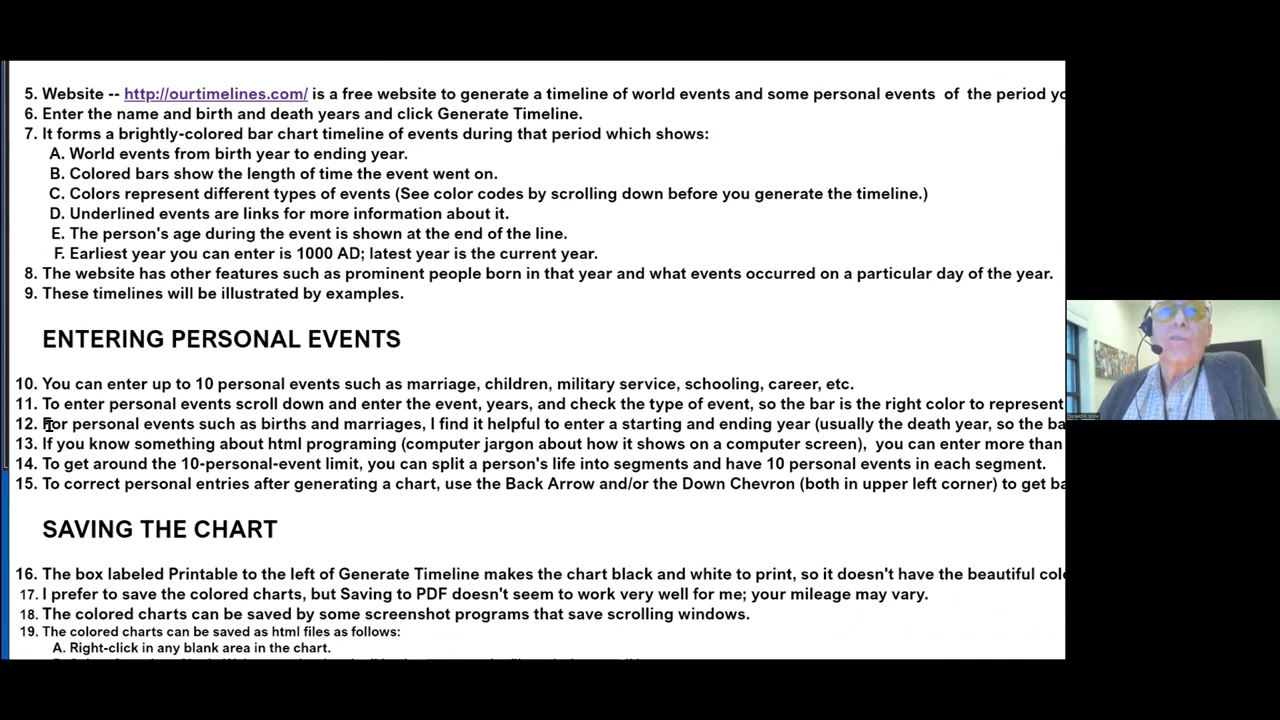 5. Website -- http://ourtimelines.com/ is a free website to generate a timeline of world events and some personal events of the period yo
6. Enter the name and birth and death years and click Generate Timeline.
7. It forms a brightly-colored bar chart timeline of events during that period which shows:
A. World events from birth year to ending year.
B. Colored bars show the length of time the event went on.
C. Colors represent different types of events (See color codes by scrolling down before you generate the timeline.)
D. Underlined events are links for more information about it.
E. The person's age during the event is shown at the end of the line.
F. Earliest year you can enter is 1000 AD; latest year is the current year.
8. The website has other features such as prominent people born in that year and what events occurred on a particular day of the year.
9. These timelines will be illustrated by examples.
ENTERING PERSONAL EVENTS
10. You can enter up to 10 personal events such as marriage, children, military service, schooling, career, etc.
11. To enter personal events scroll down and enter the event, years, and check the type of event, so the bar is the right color to represent
12. For personal events such as births and marriages, I find it helpful to enter a starting and ending year (usually the death year, so the ba
13. If you know something about html programing (computer jargon about how it shows on a computer screen), you can enter more than
14. To get around the 10-personal-event limit, you can split a person's life into segments and have 10 personal events in each segment.
15. To correct personal entries after generating a chart, use the Back Arrow and/or the Down Chevron (both in upper left corner) to get ba
SAVING THE CHART
16. The box labeled Printable to the left of Generate Timeline makes the chart black and white to print, so it doesn't have the beautiful colo
17. I prefer to save the colored charts, but Saving to PDF doesn't seem to work very well for me; your mileage may vary.
18. The colored charts can be saved by some screenshot programs that save scrolling windows.
19. The colored charts can be saved as html files as follows:
A. Right-click in any blank area in the chart.